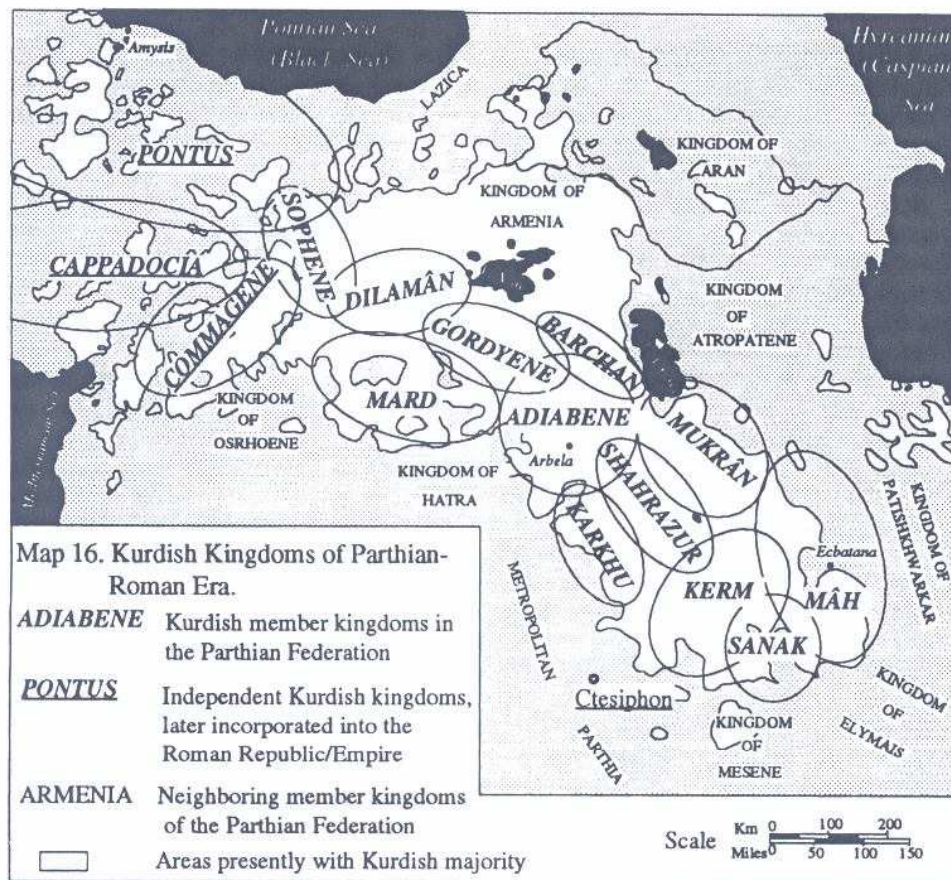 Pontian Sea
(Black Sea)
Hyrcanian
(Caspian
Sea
Amysis
LAZICA
PONTUS
KINGDOM OF
ARAN
KINGDOM OF
ARMENIA
SOPHENE
CAPPADOCIA
COMMAGENE
DILAMÂN
KINGDOM
OF
ATROPATENE
GORDYENE
BARCHAN
KINGDOM
OF
OSRHOENE
MARD
ADIABENE
Arbela
MUKRÂN
Mediterranean Sea
KINGDOM OF
HATRA
SHAHRAZUR
KARKHU
KINGDOM OF
PATISHKHWARKAR
Ecbatana
METROPOLITAN
PARTHIA
KERM
MÂH
SANAK
Ctesiphon
KINGDOM
OF
MESENE
KINGDOM
OF
ELYMAIS
Map 16. Kurdish Kingdoms of Parthian-
Roman Era.
ADIABENE Kurdish member kingdoms in
the Parthian Federation
PONTUS Independent Kurdish kingdoms,
later incorporated into the
Roman Republic/Empire
ARMENIA Neighboring member kingdoms
of the Parthian Federation
Areas presently with Kurdish majority
Scale
Km 0 100 200
Miles 50 100 150